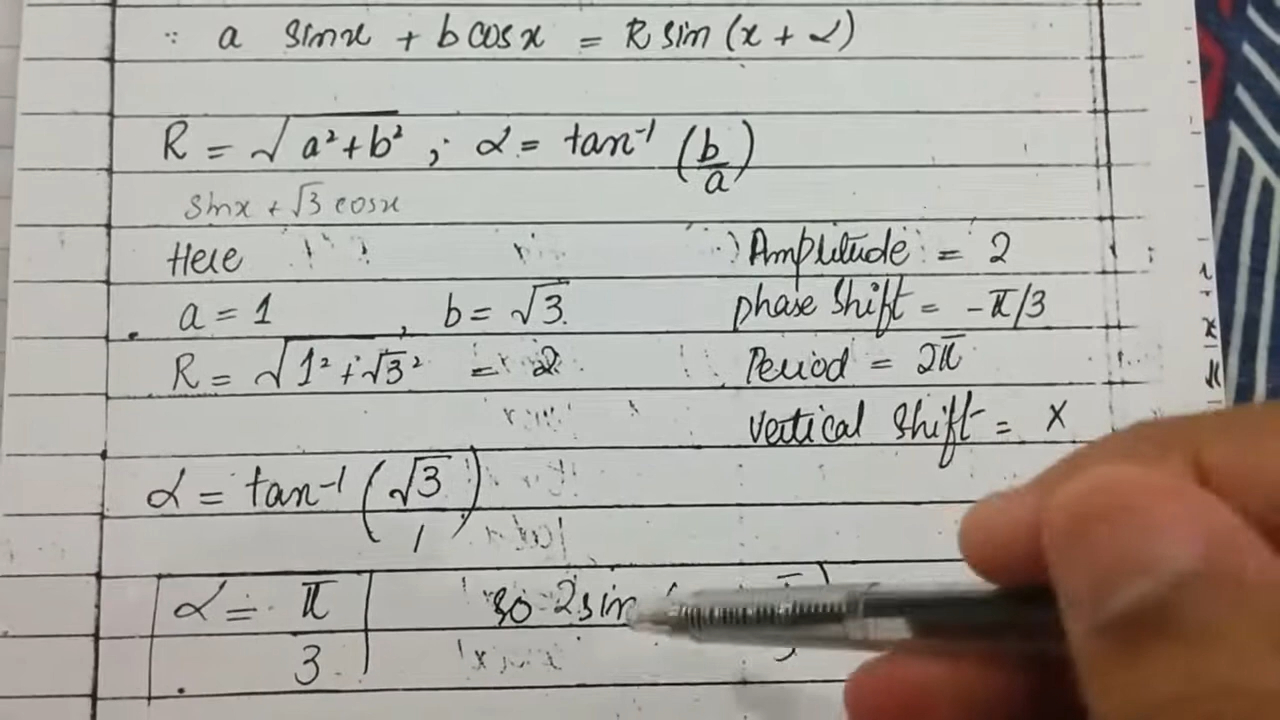 ∵ a sinx + b cosx = R sin (x + α)
R = √a²+b² ; α = tan⁻¹ (b/a)
sinx + √3 cosx
Here
a = 1 , b = √3.
R = √1²+√3² = 2
α = tan⁻¹ (√3/1)
α = π/3
so 2sin
Amplitude = 2
phase shift = -π/3
Period = 2π
Vertical shift = x